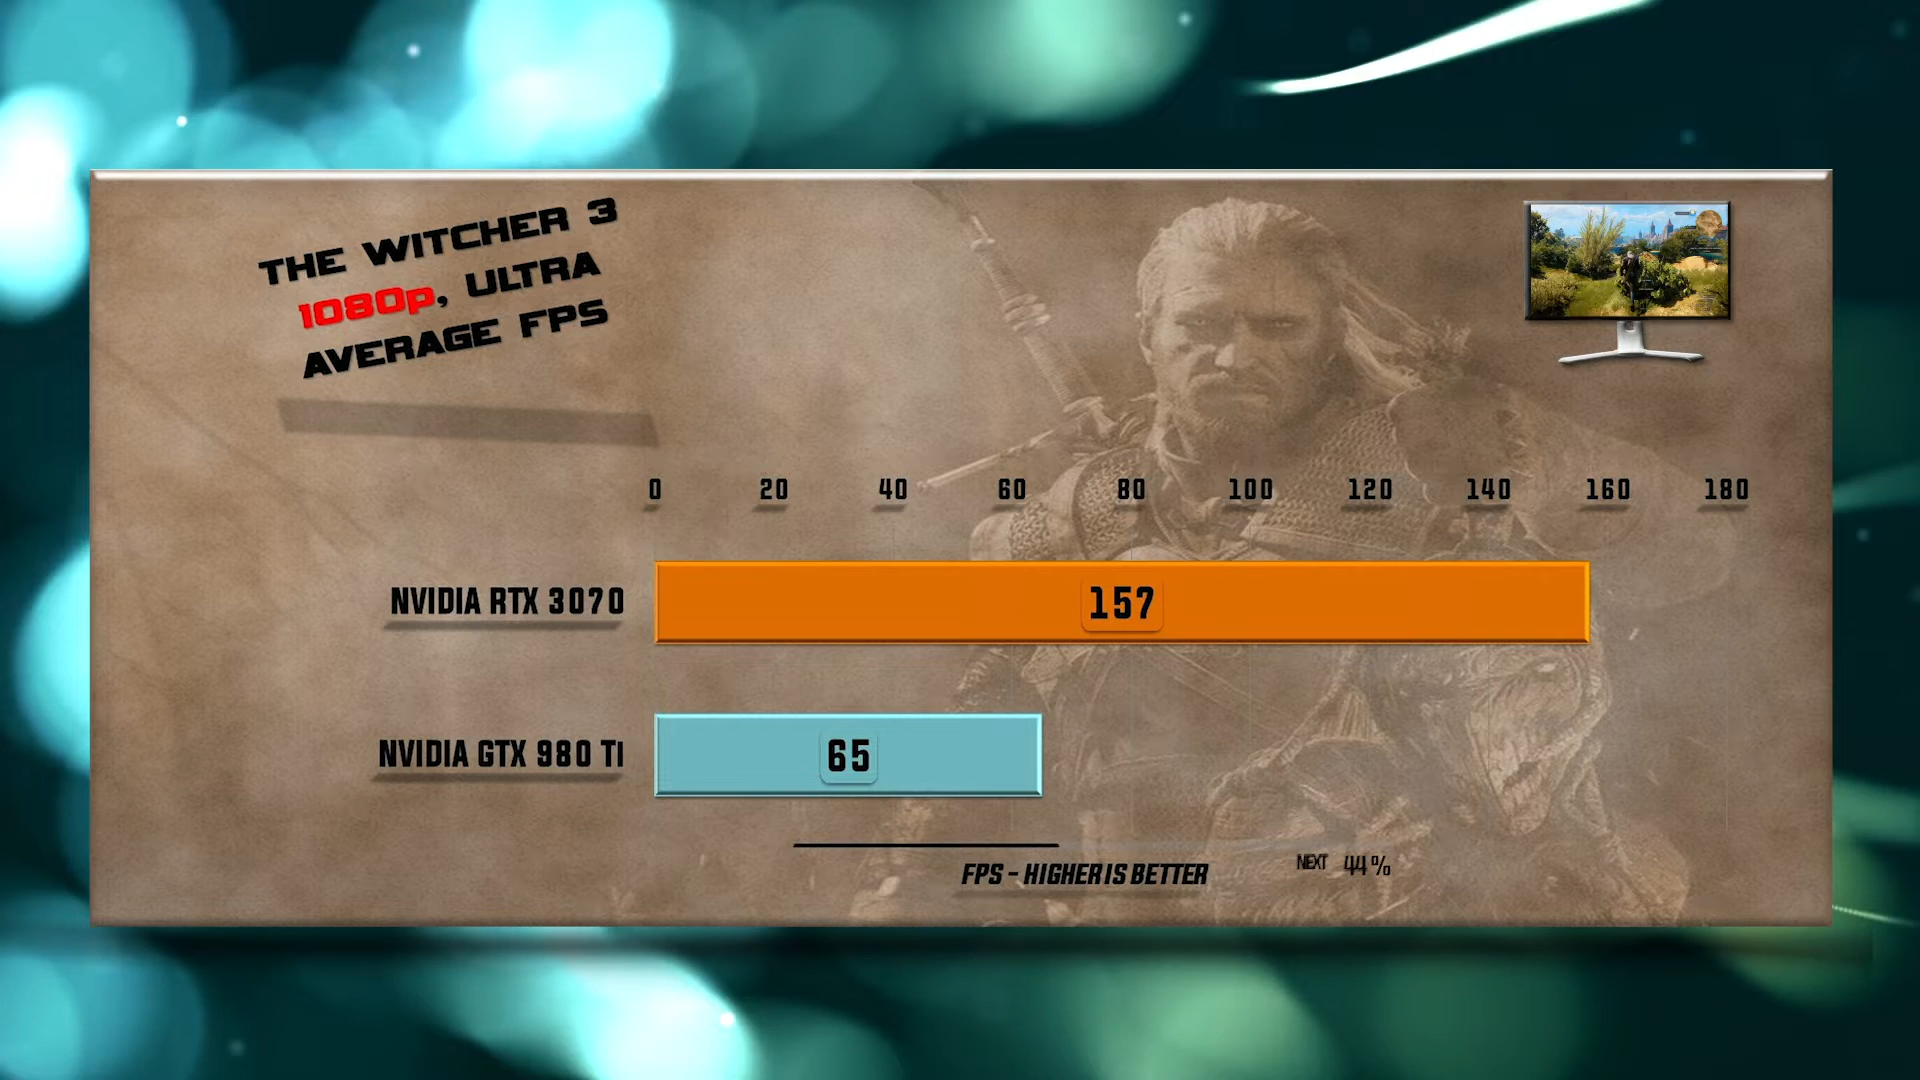 THE WITCHER 3
1080p, ULTRA
AVERAGE FPS
0 20 40 60 80 100 120 140 160 180
NVIDIA RTX 3070
157
NVIDIA GTX 980 TI
65
FPS - HIGHER IS BETTER
NEXT 44%